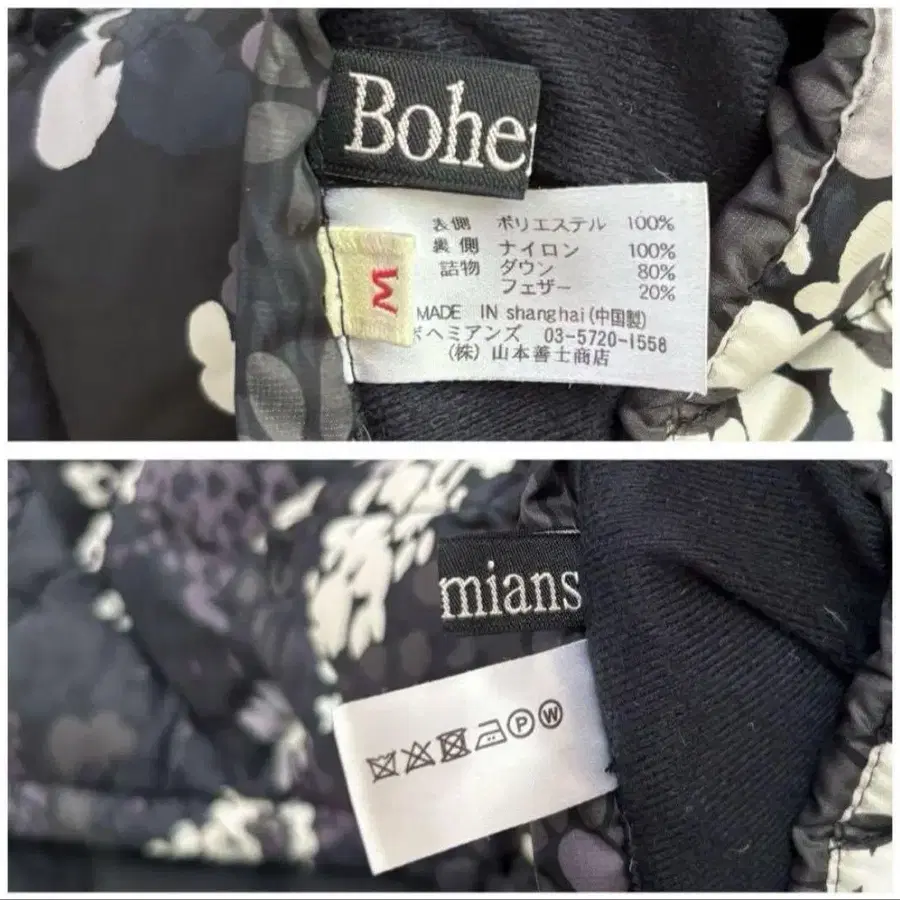 Bohe
M
表側 ポリエステル 100%
裏側 ナイロン 100%
詰物 ダウン 80%
フェザー 20%
MADE IN shanghai(中国製)
ボヘミアンズ 03-5720-1558
(株)山本善士商店
mians
P W